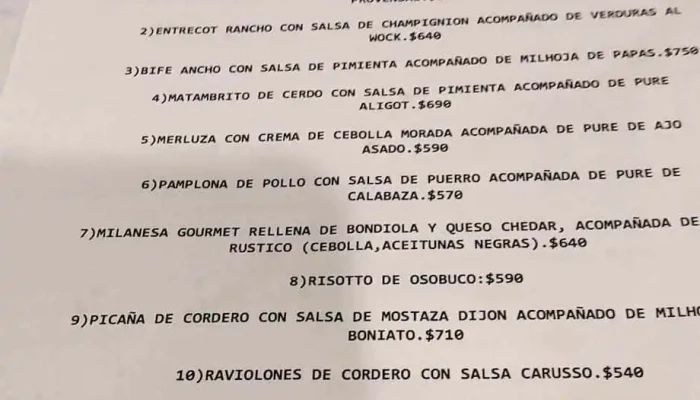 2)ENTRECOT RANCHO CON SALSA DE CHAMPIGNION ACOMPAÑADO DE VERDURAS AL
WOCK.$640
3)BIFE ANCHO CON SALSA DE PIMIENTA ACOMPAÑADO DE MILHOJA DE PAPAS.$750
4)MATAMBRITO DE CERDO CON SALSA DE PIMIENTA ACOMPAÑADO DE PURE
ALIGOT.$690
5)MERLUZA CON CREMA DE CEBOLLA MORADA ACOMPAÑADA DE PURE DE AJO
ASADO.$590
6)PAMPLONA DE POLLO CON SALSA DE PUERRO ACOMPAÑADA DE PURE DE
CALABAZA.$570
7)MILANESA GOURMET RELLENA DE BONDIOLA Y QUESO CHEDAR, ACOMPAÑADA DE
RUSTICO (CEBOLLA,ACEITUNAS NEGRAS).$640
8)RISOTTO DE OSOBUCO:$590
9)PICAÑA DE CORDERO CON SALSA DE MOSTAZA DIJON ACOMPAÑADO DE
BONIATO.$710
10)RAVIOLONES DE CORDERO CON SALSA CARUSSO.$540